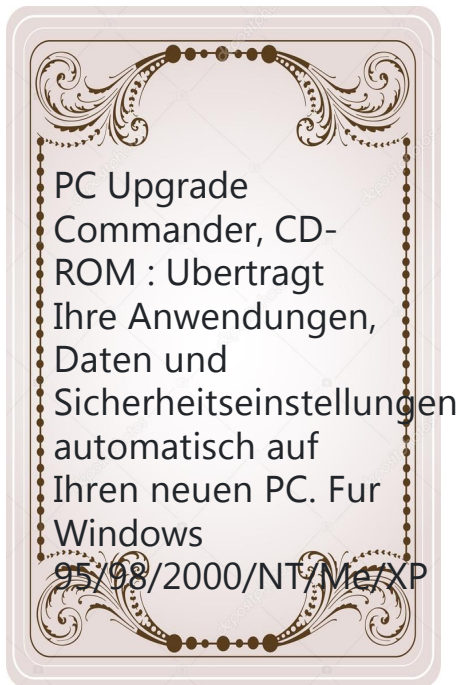 PC Upgrade
Commander, CD-
ROM : Ubertragt
Ihre Anwendungen,
Daten und
Sicherheitseinstellungen
automatisch auf
Ihren neuen PC. Fur
Windows
95/98/2000/NT/Me/XP